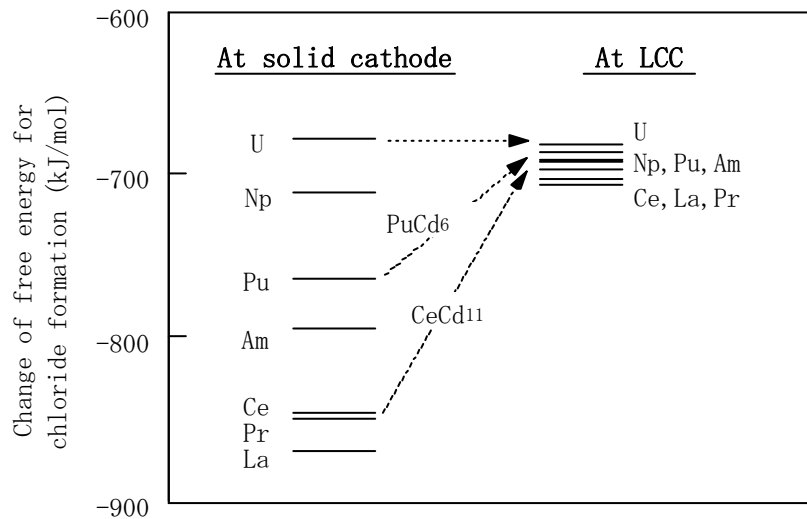 Change of free energy for
chloride formation (kJ/mol)
-600
-700
-800
-900
At solid cathode
At LCC
U
Np
Pu
Am
Ce
Pr
La
PuCd6
CeCd11
U
Np, Pu, Am
Ce, La, Pr